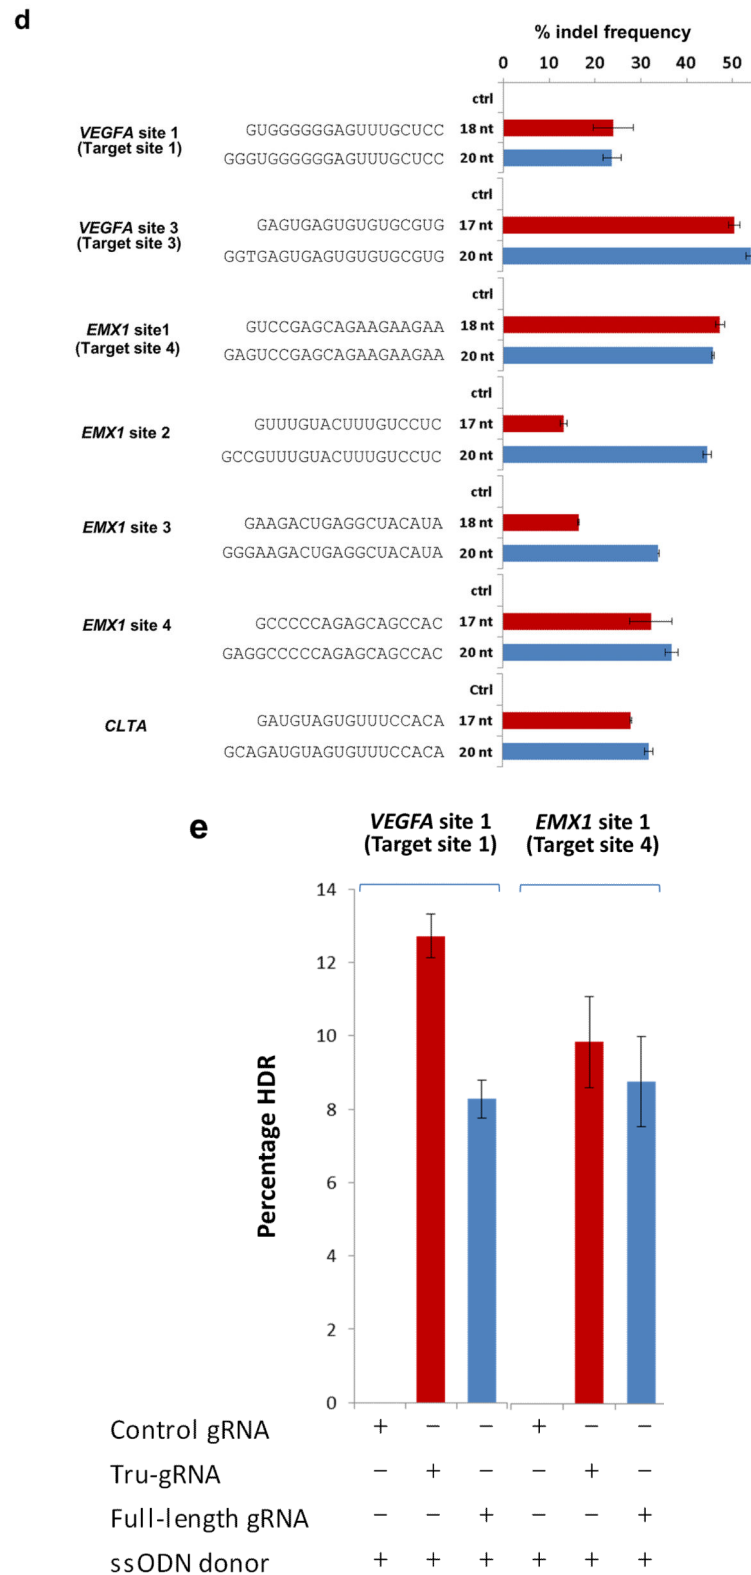 d
% indel frequency
0 10 20 30 40 50
ctrl
VEGFA site 1
(Target site 1)
GUGGGGGGAGUUUGCUCC 18 nt
GGGUGGGGGGAGUUUGCUCC 20 nt
ctrl
VEGFA site 3
(Target site 3)
GAGUGAGUGUGUGCGUG 17 nt
GGTGAGUGAGUGUGUGCGUG 20 nt
ctrl
EMX1 site1
(Target site 4)
GUCCGAGCAGAAGAAGAA 18 nt
GAGUCCGAGCAGAAGAAGAA 20 nt
ctrl
EMX1 site 2
GUUUGUACUUUGUCCUC 17 nt
GCCGUUUGUACUUUGUCCUC 20 nt
ctrl
EMX1 site 3
GAAGACUGAGGCUACAUA 18 nt
GGGAAGACUGAGGCUACAUA 20 nt
ctrl
EMX1 site 4
GCCCCCAGAGCAGCCAC 17 nt
GAGGCCCCCAGAGCAGCCAC 20 nt
Ctrl
CLTA
GAUGUAGUGUUUCCACA 17 nt
GCAGAUGUAGUGUUUCCACA 20 nt
e
VEGFA site 1
(Target site 1)
EMX1 site 1
(Target site 4)
Percentage HDR
14
12
10
8
6
4
2
0
Control gRNA + − − + − −
Tru-gRNA − + − − + −
Full-length gRNA − − + − − +
ssODN donor + + + + + +